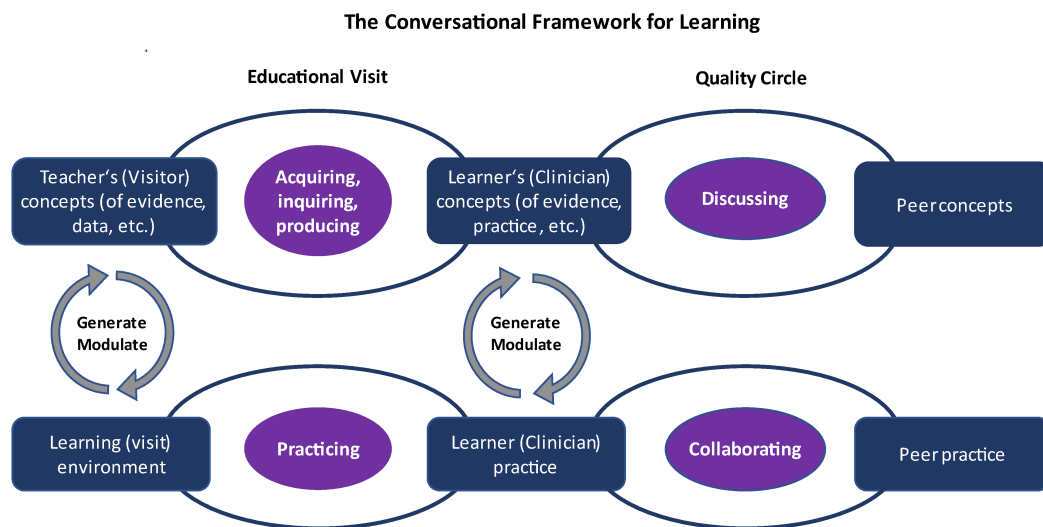 The Conversational Framework for Learning
Educational Visit
Quality Circle
Teacher‘s (Visitor)
concepts (of evidence,
data, etc.)
Acquiring,
inquiring,
producing
Learner‘s (Clinician)
concepts (of evidence,
practice , etc.)
Discussing
Peer concepts
Generate
Modulate
Generate
Modulate
Learning (visit)
environment
Practicing
Learner (Clinician)
practice
Collaborating
Peer practice